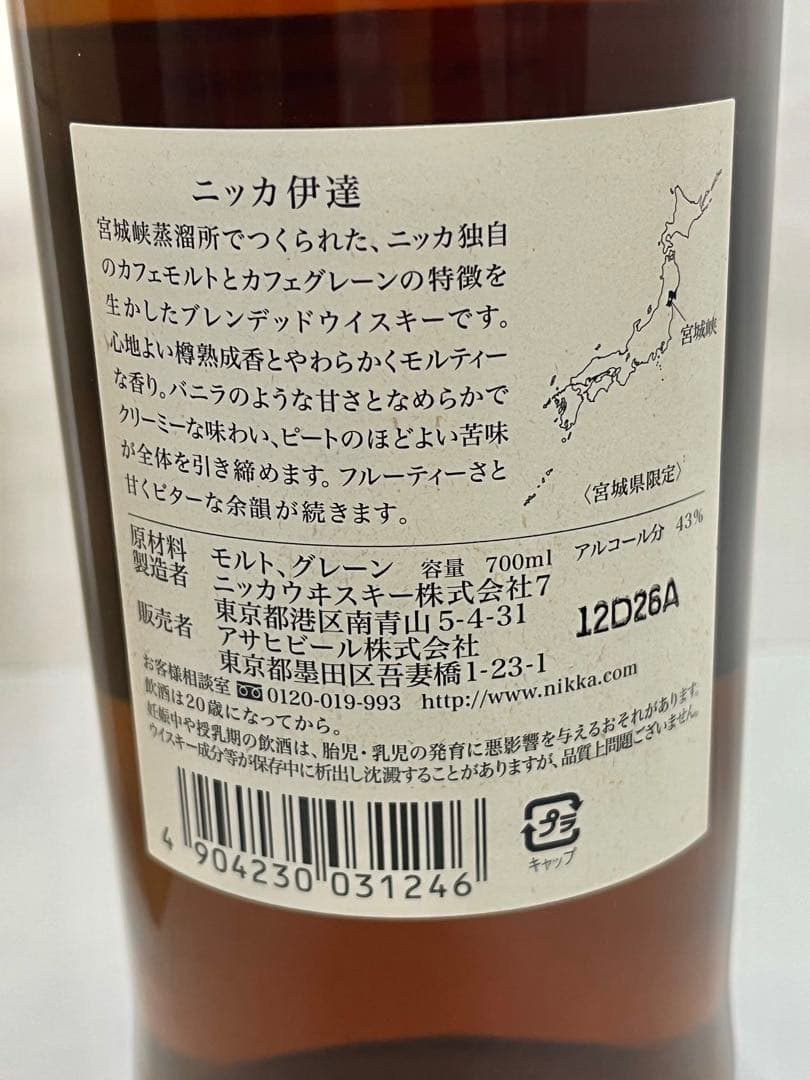 ニッカ伊達
宮城峡蒸溜所でつくられた、ニッカ独自
のカフェモルトとカフェグレーンの特徴を
生かしたブレンデッドウイスキーです。
心地よい樽熟成香とやわらかくモルティー
な香り。バニラのような甘さとなめらかで
クリーミーな味わい、ピートのほどよい苦味
が全体を引き締めます。フルーティーさと
甘くビターな余韻が続きます。
宮城峡
〈宮城県限定〉
原材料 モルト、グレーン 容量 700ml アルコール分 43%
製造者 ニッカウヰスキー株式会社7
東京都港区南青山5-4-31
販売者 アサヒビール株式会社
東京都墨田区吾妻橋1-23-1
12D26A
お客様相談室 0120-019-993 http://www.nikka.com
飲酒は20歳になってから。
妊娠中や授乳期の飲酒は、胎児・乳児の発育に悪影響を与えるおそれがあります。
ウイスキー成分等が保存中に析出し沈澱することがありますが、品質上問題ございません。
4 904230 031246
プラ
キャップ